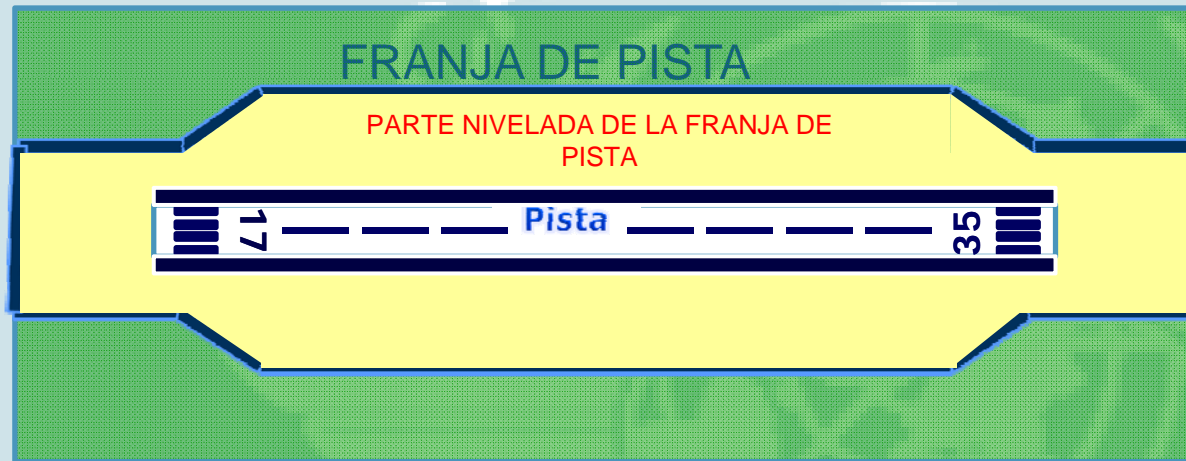 FRANJA DE PISTA
PARTE NIVELADA DE LA FRANJA DE
PISTA
17
Pista
35